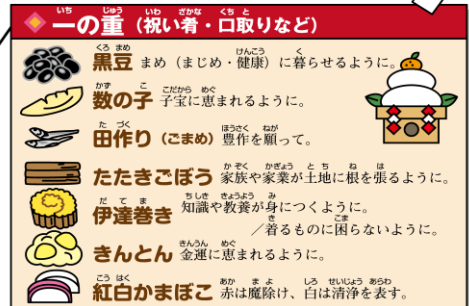 一の重（祝い肴・口取りなど）
黒豆 まめ（まじめ・健康）に暮らせるように。
数の子 子宝に恵まれるように。
田作り（ごまめ）豊作を願って。
たたきごぼう 家族や家業が土地に根を張るように。
伊達巻き 知識や教養が身につくように。
／着るものに困らないように。
きんとん 金運に恵まれるように。
紅白かまぼこ 赤は魔除け、白は清浄を表す。